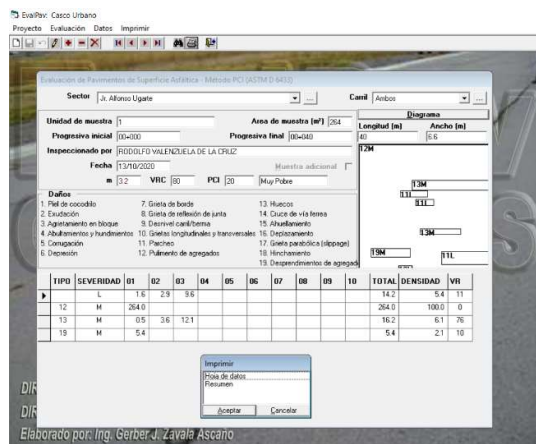 EvalPav: Casco Urbano
Proyecto Evaluación Datos Imprimir
Evaluación de Pavimentos de Superficie Asfáltica - Método PCI (ASTM D 6433)
Sector Jr. Alfonso Ugarte ... Carril Ambos ...
Unidad de muestra 1 Area de muestra (m²) 264
Progresiva inicial 00+000 Progresiva final 00+040
Inspeccionado por RODOLFO VALENZUELA DE LA CRUZ
Fecha 13/10/2020 Muestra adicional
m 3.2 VRC 80 PCI 20 Muy Pobre
Diagrama
Longitud (m) Ancho (m)
40 6.6
12M
13M
11L
11L
13M
19M
11L
Daños
1. Piel de cocodrilo 7. Grieta de borde 13. Huecos
2. Exudación 8. Grieta de reflexión de junta 14. Cruce de vía férrea
3. Agrietamiento en bloque 9. Desnivel carril/berma 15. Ahuellamiento
4. Abultamientos y hundimientos 10. Grietas longitudinales y transversales 16. Deplazamiento
5. Corrugación 11. Parcheo 17. Grieta parabólica (slippage)
6. Depresión 12. Pulimento de agregados 18. Hinchamiento
19. Desprendimientos de agregad
TIPO SEVERIDAD 01 02 03 04 05 06 07 08 09 10 TOTAL DENSIDAD VR
L 1.6 2.9 9.6 14.2 5.4 11
12 M 264.0 264.0 100.0 0
13 M 0.5 3.6 12.1 16.2 6.1 76
19 M 5.4 5.4 2.1 10
Imprimir
Hoja de datos
Resumen
Aceptar Cancelar
DIR
DIR
Elaborado por: Ing. Gerber J. Zavala Ascaño